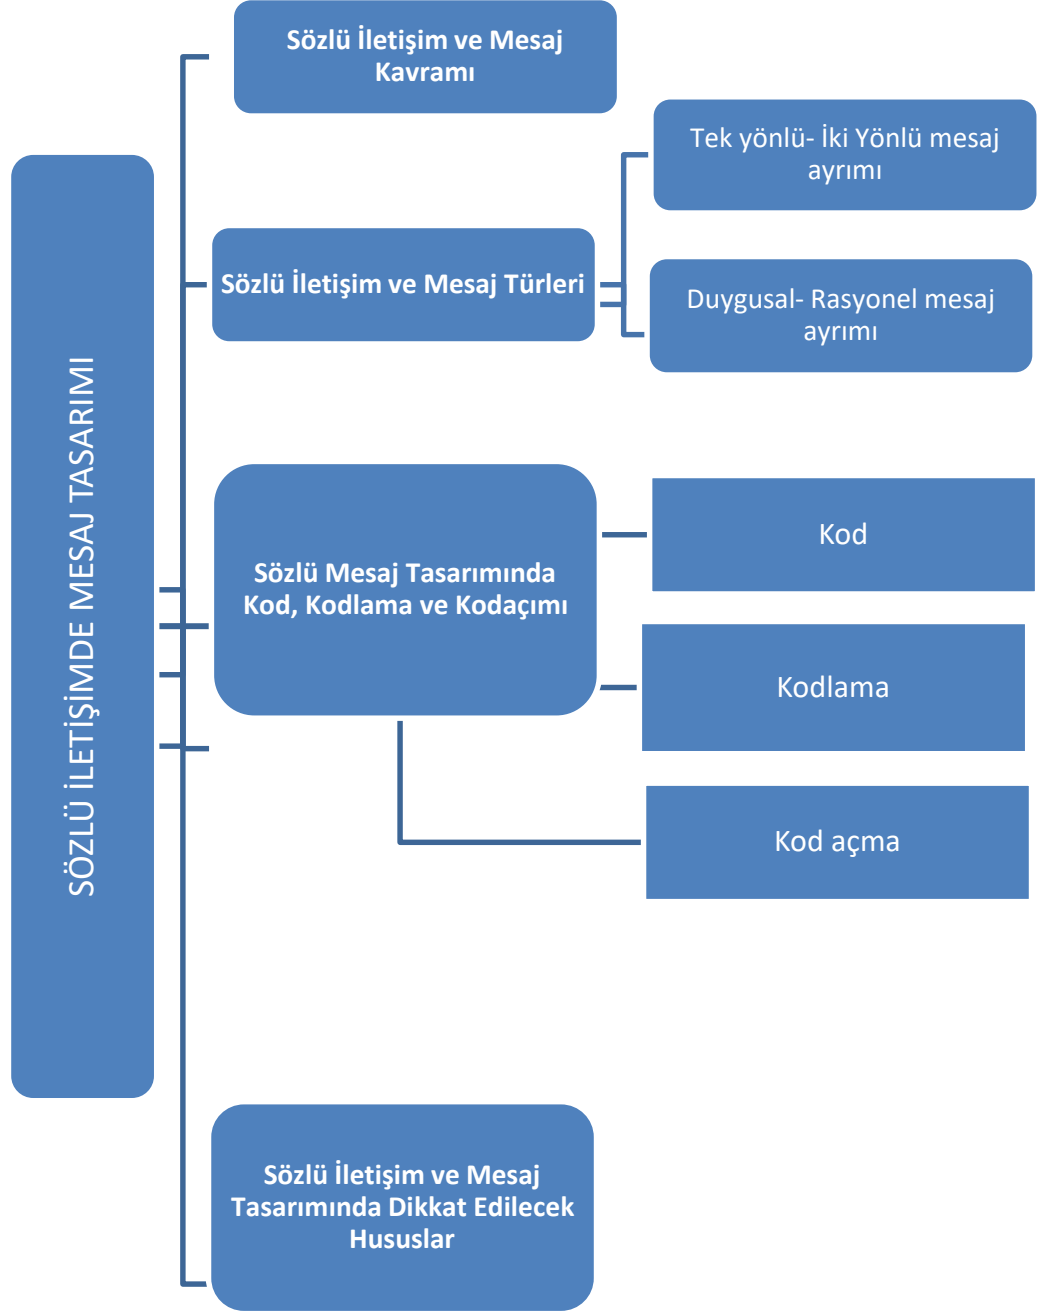 Sözlü İletişim ve Mesaj
Kavramı
Tek yönlü- İki Yönlü mesaj
ayrımı
Sözlü İletişim ve Mesaj Türleri
Duygusal- Rasyonel mesaj
ayrımı
SÖZLÜ İLETİŞİMDE MESAJ TASARIMI
Sözlü Mesaj Tasarımında
Kod, Kodlama ve Kodaçımı
Kod
Kodlama
Kod açma
Sözlü İletişim ve Mesaj
Tasarımında Dikkat Edilecek
Hususlar